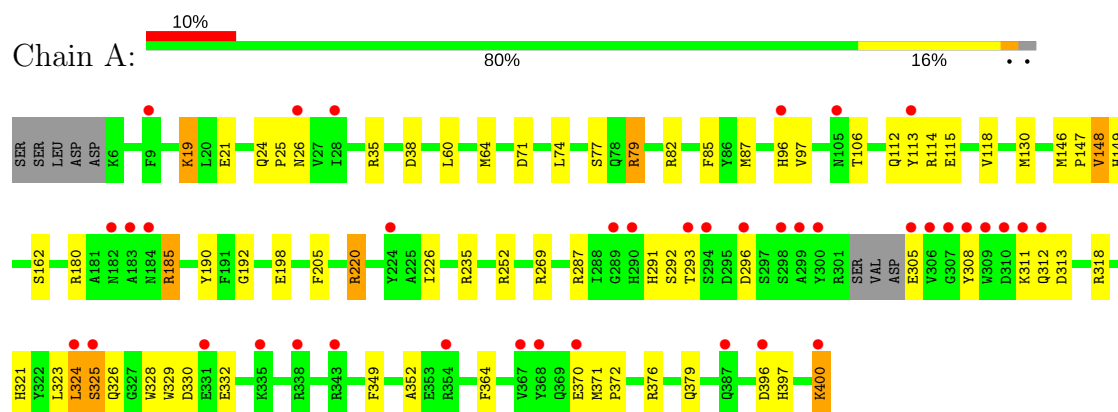 10%
Chain A:
80% 16% • •
SER SER LEU ASP ASP K6 F9 K19 L20 E21 Q24 P25 N26 V27 I28 R35 D38 L60 M64 D71 L74 S77 Q78 R79 R82 F85 Y86 M87 H96 V97 N105 T106 Q112 Y113 R114 E115 V118 M130 M146 P147 V148 H149
S162 R180 A181 N182 A183 N184 R185 Y190 F191 G192 E198 F205 R220 Y224 A225 I226 R235 R252 R269 R287 I288 G289 H290 H291 S292 T293 S294 D295 D296 S297 S298 A299 Y300 R301 SER VAL ASP E305 V306 G307 Y308 W309 D310 K311 Q312 D313 R318
H321 Y322 L323 L324 S325 Q326 G327 W328 W329 D330 E331 E332 K335 R338 R343 F349 A352 E353 R354 F364 V367 Y368 Q369 E370 M371 P372 R376 Q379 Q387 D396 H397 K400